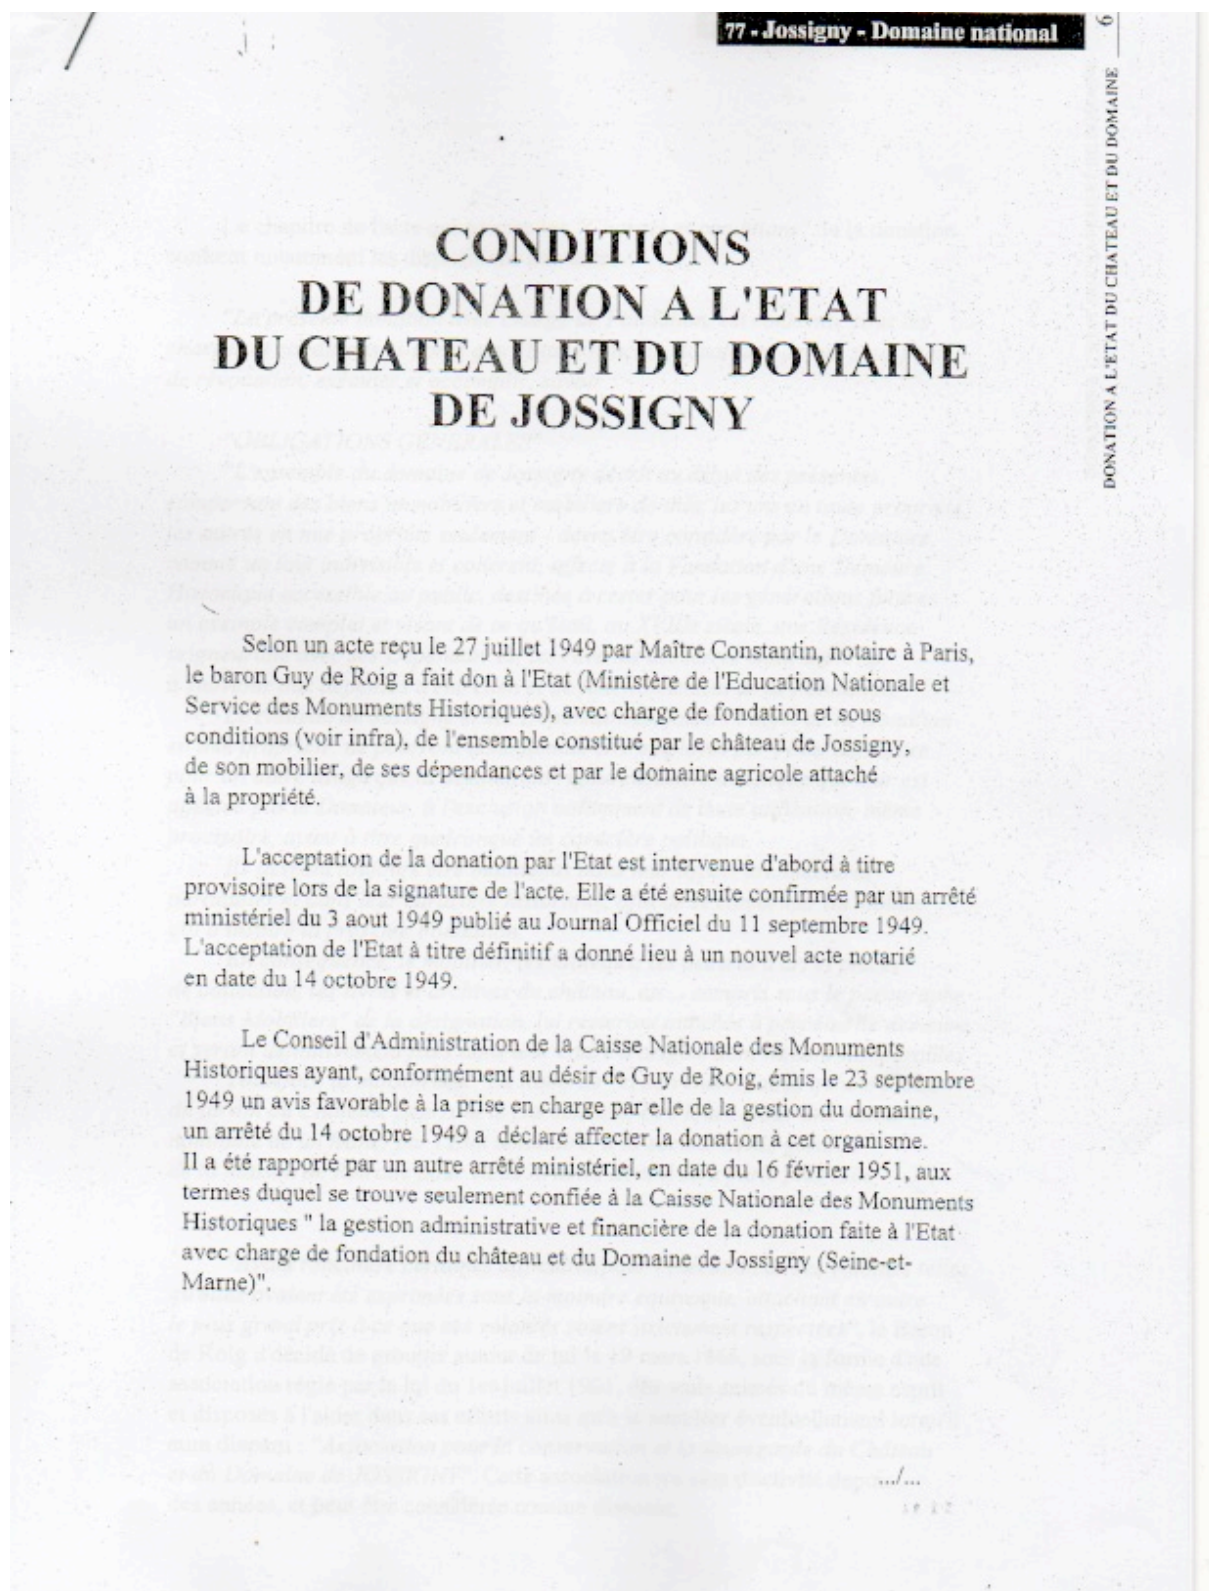 77 - Jossigny - Domaine national
6
DONATION A L'ETAT DU CHATEAU ET DU DOMAINE
CONDITIONS
DE DONATION A L'ETAT
DU CHATEAU ET DU DOMAINE
DE JOSSIGNY
Selon un acte reçu le 27 juillet 1949 par Maître Constantin, notaire à Paris,
le baron Guy de Roig a fait don à l'Etat (Ministère de l'Education Nationale et
Service des Monuments Historiques), avec charge de fondation et sous
conditions (voir infra), de l'ensemble constitué par le château de Jossigny,
de son mobilier, de ses dépendances et par le domaine agricole attaché
à la propriété.
L'acceptation de la donation par l'Etat est intervenue d'abord à titre
provisoire lors de la signature de l'acte. Elle a été ensuite confirmée par un arrêté
ministériel du 3 aout 1949 publié au Journal Officiel du 11 septembre 1949.
L'acceptation de l'Etat à titre définitif a donné lieu à un nouvel acte notarié
en date du 14 octobre 1949.
Le Conseil d'Administration de la Caisse Nationale des Monuments
Historiques ayant, conformément au désir de Guy de Roig, émis le 23 septembre
1949 un avis favorable à la prise en charge par elle de la gestion du domaine,
un arrêté du 14 octobre 1949 a déclaré affecter la donation à cet organisme.
Il a été rapporté par un autre arrêté ministériel, en date du 16 février 1951, aux
termes duquel se trouve seulement confiée à la Caisse Nationale des Monuments
Historiques " la gestion administrative et financière de la donation faite à l'Etat
avec charge de fondation du château et du Domaine de Jossigny (Seine-et-
Marne)".
.../...